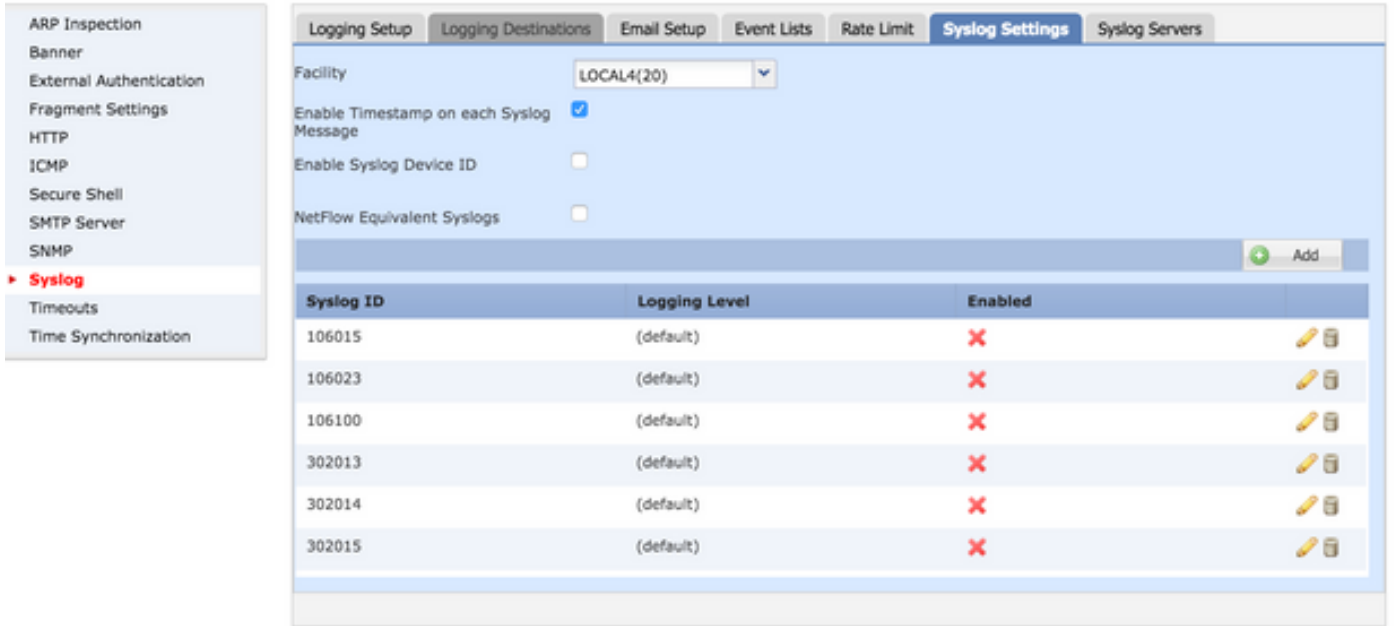 ARP Inspection
Banner
External Authentication
Fragment Settings
HTTP
ICMP
Secure Shell
SMTP Server
SNMP
Syslog
Timeouts
Time Synchronization
Logging Setup Logging Destinations Email Setup Event Lists Rate Limit Syslog Settings Syslog Servers
Facility LOCAL4(20)
Enable Timestamp on each Syslog
Message
Enable Syslog Device ID
NetFlow Equivalent Syslogs
Add
Syslog ID Logging Level Enabled
106015 (default)
106023 (default)
106100 (default)
302013 (default)
302014 (default)
302015 (default)